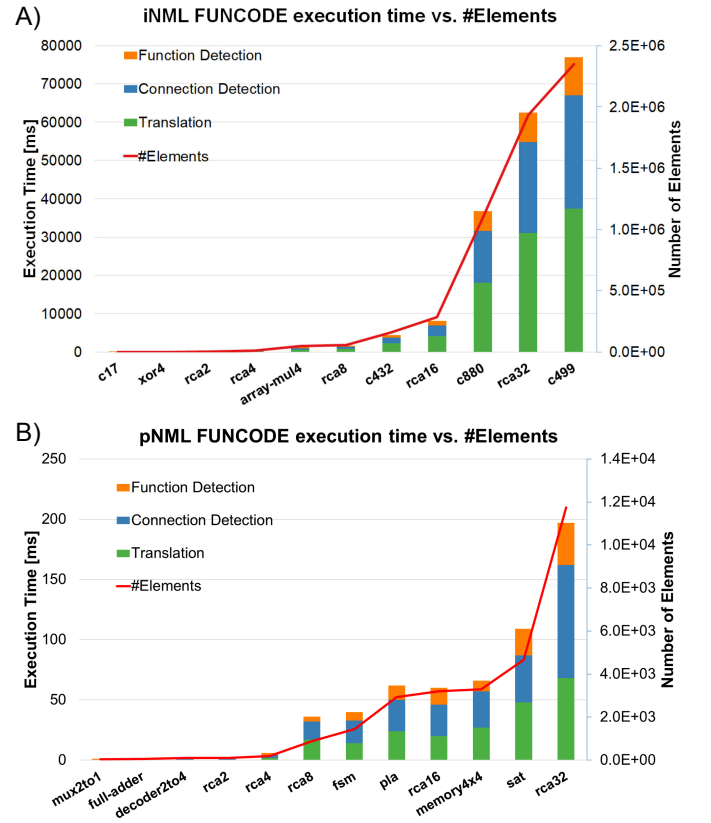 A)
iNML FUNCODE execution time vs. #Elements
80000
70000
60000
50000
40000
30000
20000
10000
0
Execution Time [ms]
Function Detection
Connection Detection
Translation
#Elements
2.5E+06
2.0E+06
1.5E+06
1.0E+06
5.0E+05
0.0E+00
Number of Elements
c17
xor4
rca2
rca4
array-mul4
rca8
c432
rca16
c880
rca32
c499
B)
pNML FUNCODE execution time vs. #Elements
250
200
150
100
50
0
Execution Time [ms]
Function Detection
Connection Detection
Translation
#Elements
1.4E+04
1.2E+04
1.0E+04
8.0E+03
6.0E+03
4.0E+03
2.0E+03
0.0E+00
Number of Elements
mux2to1
full-adder
decoder2to4
rca2
rca4
rca8
fsm
pla
rca16
memory4x4
sat
rca32